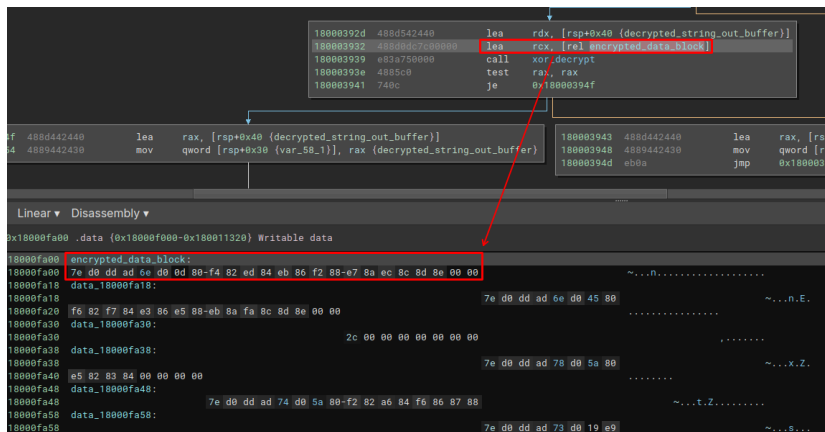 18000392d 488d542440 lea rdx, [rsp+0x40 {decrypted_string_out_buffer}]
180003932 488d0dc7c00000 lea rcx, [rel encrypted_data_block]
180003939 e83a750000 call xor_decrypt
18000393e 4885c0 test rax, rax
180003941 740c je 0x18000394f
4f 488d442440 lea rax, [rsp+0x40 {decrypted_string_out_buffer}]
54 4889442430 mov qword [rsp+0x30 {var_58_1}], rax {decrypted_string_out_buffer}
180003943 488d442440 lea rax, [rs
180003948 4889442430 mov qword [r
18000394d eb0a jmp 0x180003
Linear ▾ Disassembly ▾
0x18000fa00 .data {0x18000f000-0x180011320} Writable data
18000fa00 encrypted_data_block:
18000fa00 7e d0 dd ad 6e d0 0d 80-f4 82 ed 84 eb 86 f2 88-e7 8a ec 8c 8d 8e 00 00 ~...n...................
18000fa18 data_18000fa18:
18000fa18 7e d0 dd ad 6e d0 45 80 ~...n.E.
18000fa20 f6 82 f7 84 e3 86 e5 88-eb 8a fa 8c 8d 8e 00 00 ................
18000fa30 data_18000fa30:
18000fa30 2c 00 00 00 00 00 00 00 ,.......
18000fa38 data_18000fa38:
18000fa38 7e d0 dd ad 78 d0 5a 80 ~...x.Z.
18000fa40 e5 82 83 84 00 00 00 00 ........
18000fa48 data_18000fa48:
18000fa48 7e d0 dd ad 74 d0 5a 80-f2 82 a6 84 f6 86 87 88 ~...t.Z.........
18000fa58 data_18000fa58:
18000fa58 7e d0 dd ad 73 d0 19 e9 ~...s...